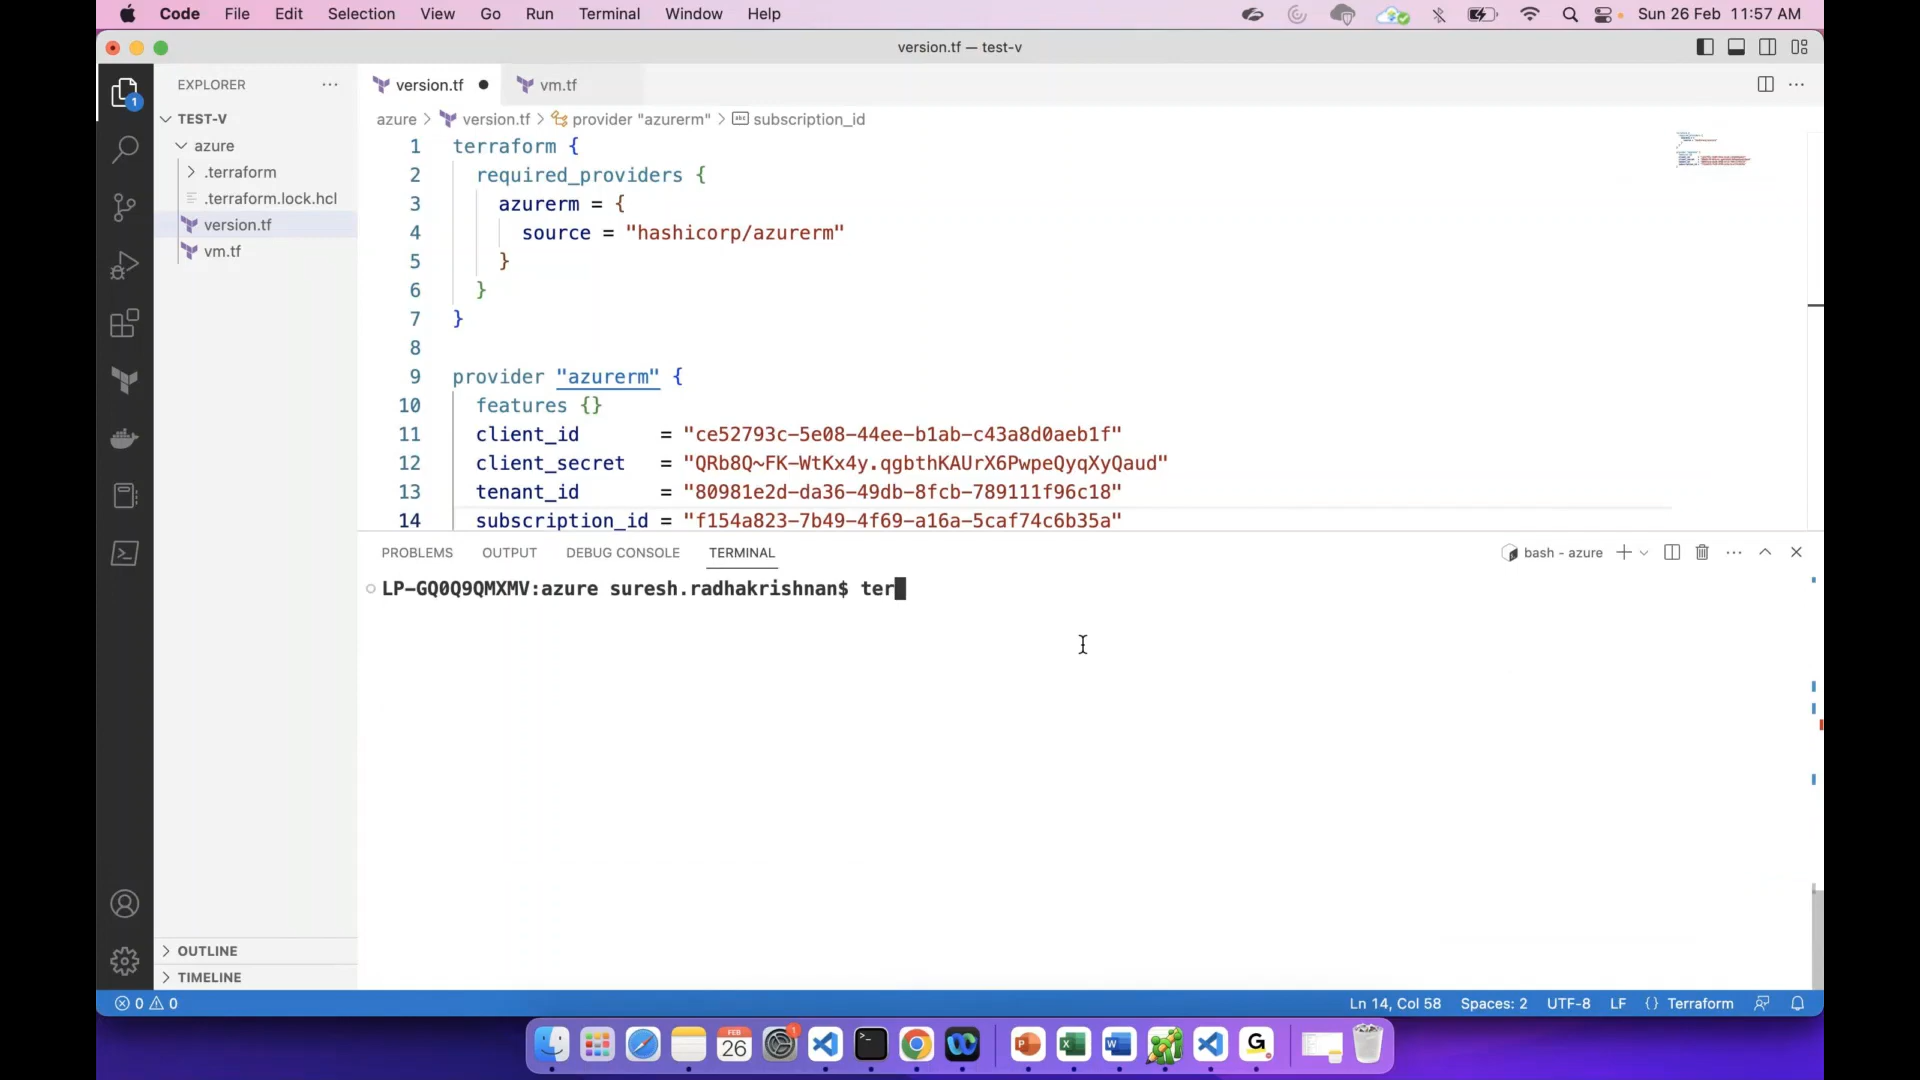 Code File Edit Selection View Go Run Terminal Window Help Sun 26 Feb 11:57 AM
version.tf — test-v
EXPLORER
version.tf vm.tf
1
TEST-V
azure > version.tf > provider "azurerm" > subscription_id
azure
.terraform
.terraform.lock.hcl
version.tf
vm.tf
1 terraform {
2 required_providers {
3 azurerm = {
4 source = "hashicorp/azurerm"
5 }
6 }
7 }
8
9 provider "azurerm" {
10 features {}
11 client_id = "ce52793c-5e08-44ee-b1ab-c43a8d0aeb1f"
12 client_secret = "QRb8Q~FK-WtKx4y.qgbthKAUrX6PwpeQyqXyQaud"
13 tenant_id = "80981e2d-da36-49db-8fcb-789111f96c18"
14 subscription_id = "f154a823-7b49-4f69-a16a-5caf74c6b35a"
PROBLEMS OUTPUT DEBUG CONSOLE TERMINAL bash - azure
LP-GQ0Q9QMXMV:azure suresh.radhakrishnan$ ter
OUTLINE
TIMELINE
0 0 Ln 14, Col 58 Spaces: 2 UTF-8 LF {} Terraform
FEB
26
1
P X W G